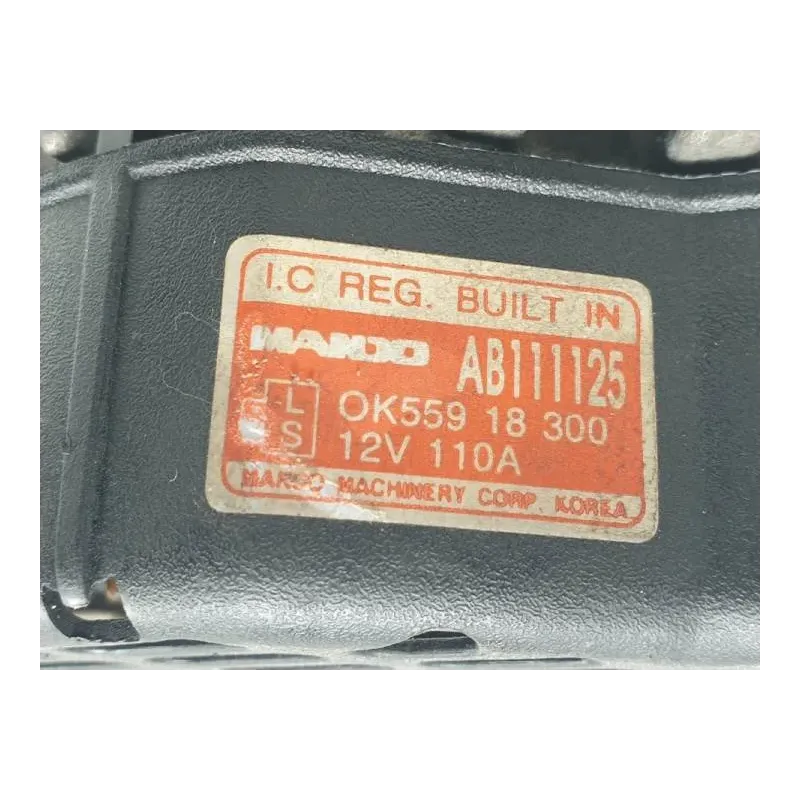 I.C REG. BUILT IN
MANDO AB111125
L OK559 18 300
S 12V 110A
MANDO MACHINERY CORP. KOREA